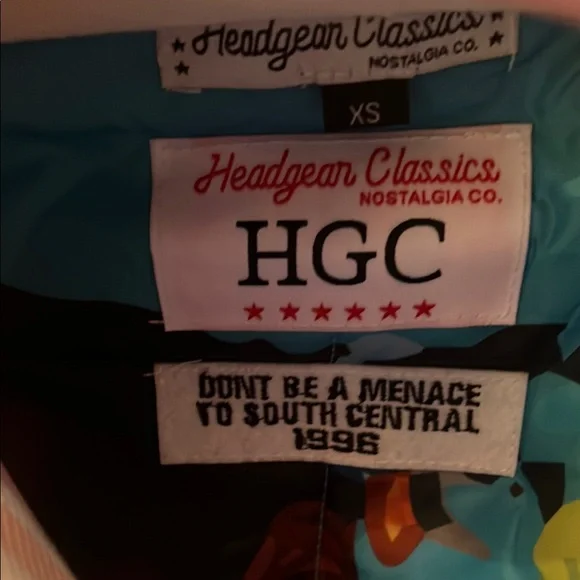 Headgear Classics
NOSTALGIA CO.
XS
Headgear Classics
NOSTALGIA CO.
HGC
DONT BE A MENACE
TO SOUTH CENTRAL
1996